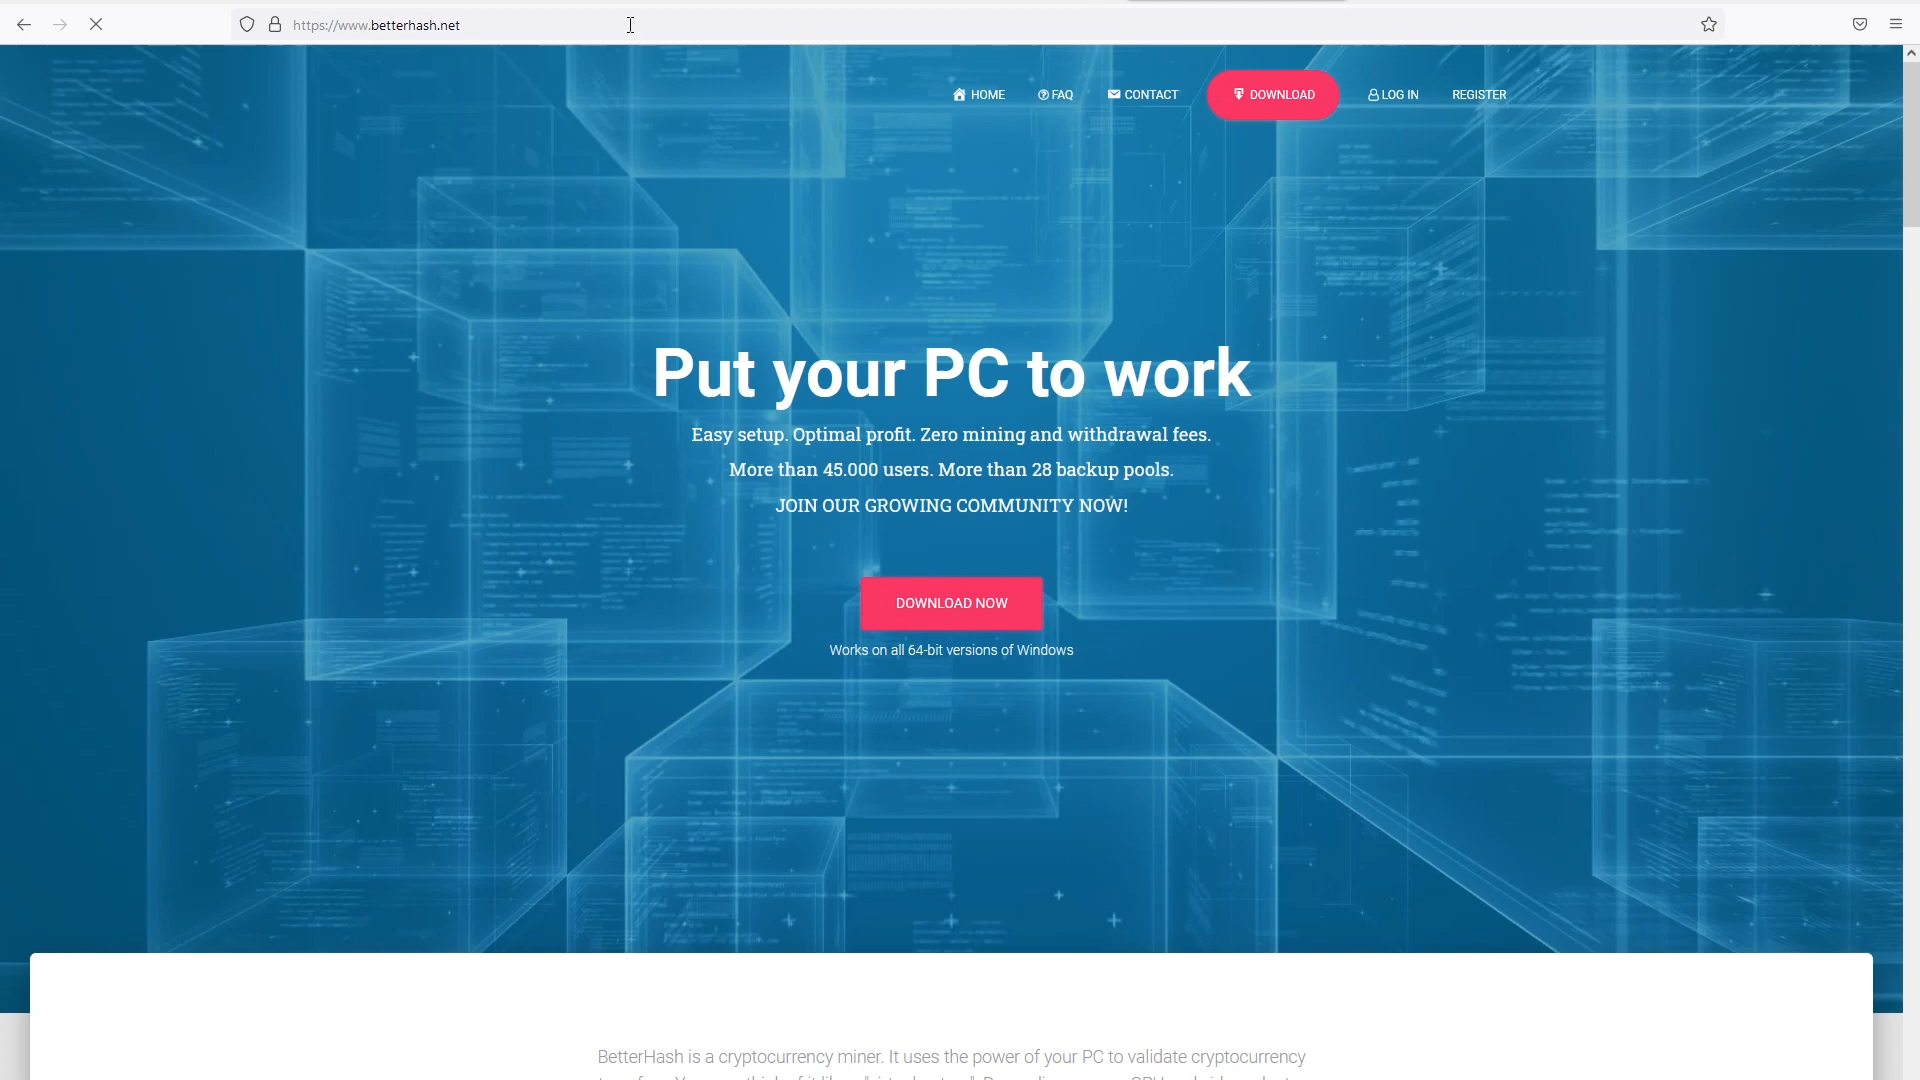 https://www.betterhash.net
HOME FAQ CONTACT DOWNLOAD LOG IN REGISTER
Put your PC to work
Easy setup. Optimal profit. Zero mining and withdrawal fees.
More than 45.000 users. More than 28 backup pools.
JOIN OUR GROWING COMMUNITY NOW!
DOWNLOAD NOW
Works on all 64-bit versions of Windows
BetterHash is a cryptocurrency miner. It uses the power of your PC to validate cryptocurrency